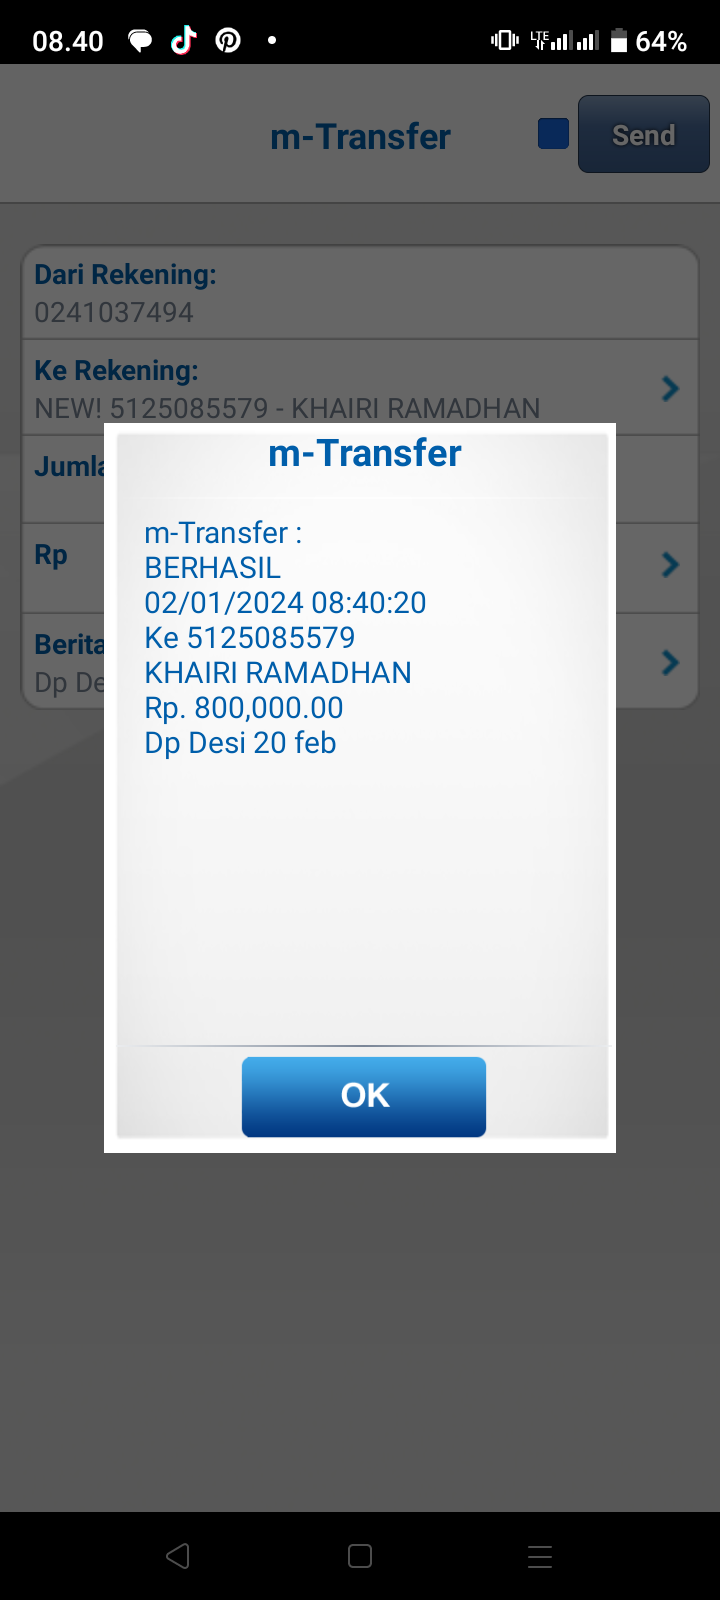 08.40
LTE
64%
m-Transfer
Send
Dari Rekening:
0241037494
Ke Rekening:
NEW! 5125085579 - KHAIRI RAMADHAN
Jumla
Rp
Berita
Dp De
m-Transfer
m-Transfer :
BERHASIL
02/01/2024 08:40:20
Ke 5125085579
KHAIRI RAMADHAN
Rp. 800,000.00
Dp Desi 20 feb
OK